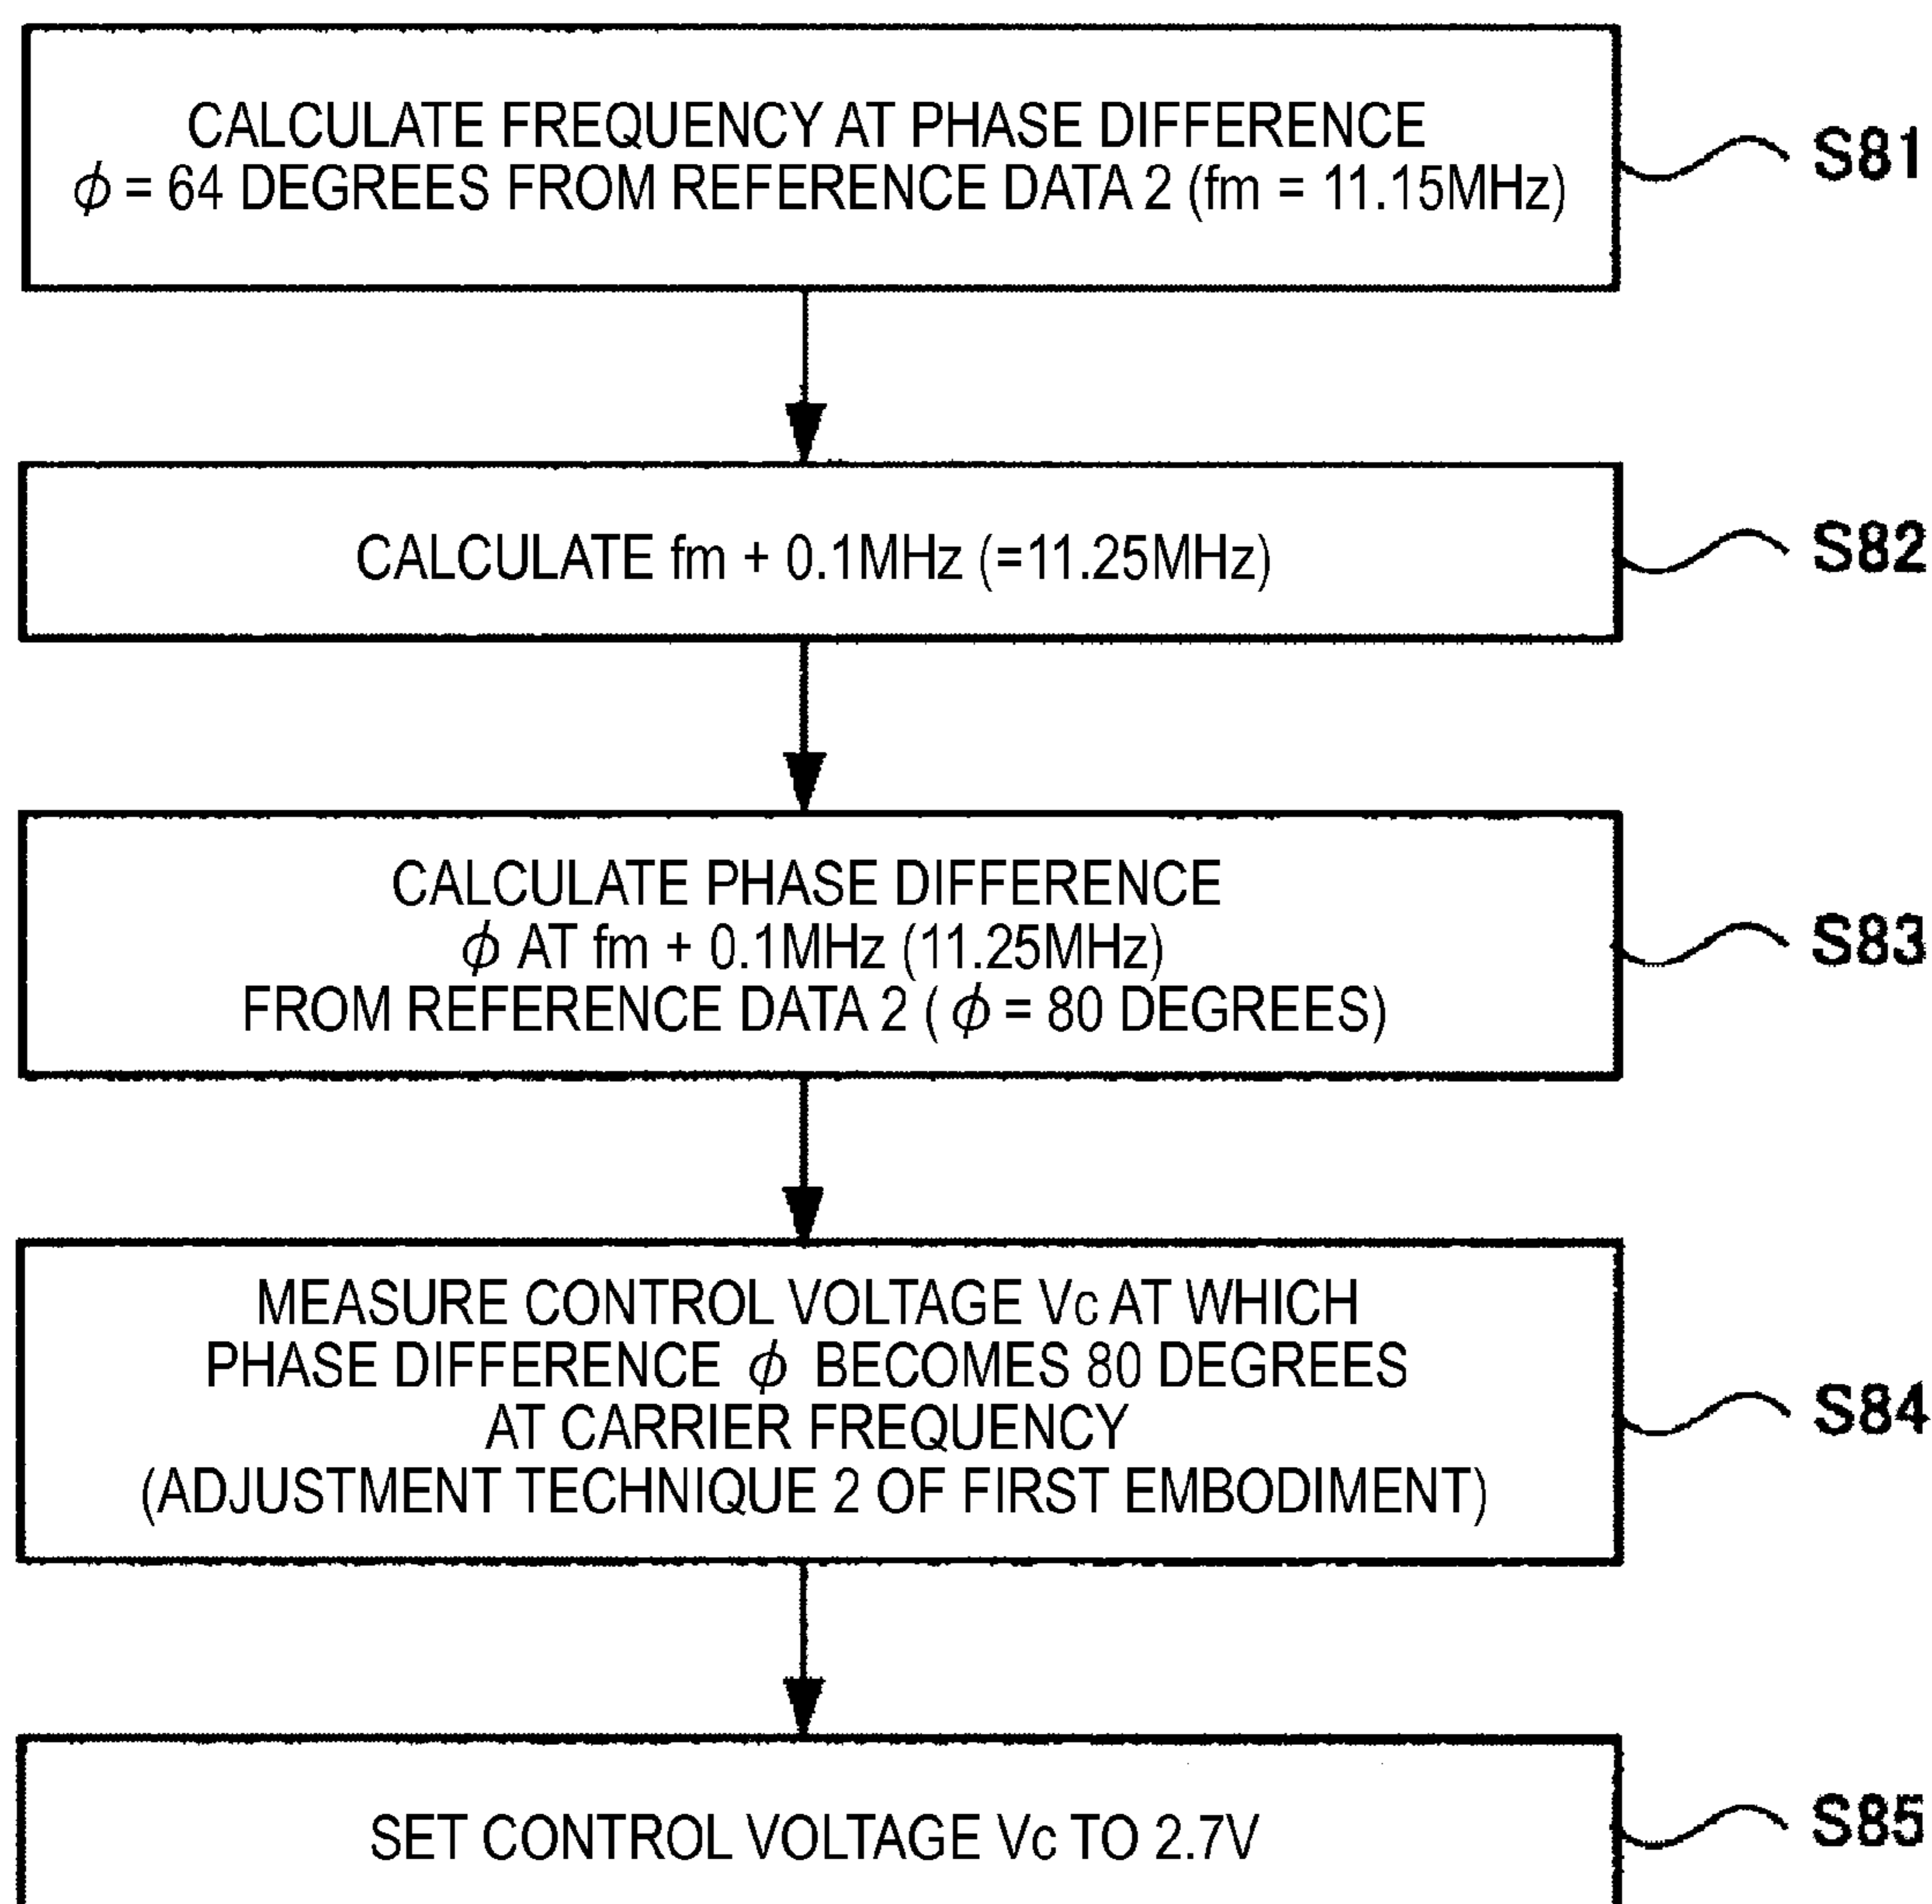 CALCULATE FREQUENCY AT PHASE DIFFERENCE
ϕ = 64 DEGREES FROM REFERENCE DATA 2 (fm = 11.15MHz)
S81
CALCULATE fm + 0.1MHz (=11.25MHz)
S82
CALCULATE PHASE DIFFERENCE
ϕ AT fm + 0.1MHz (11.25MHz)
FROM REFERENCE DATA 2 ( ϕ = 80 DEGREES)
S83
MEASURE CONTROL VOLTAGE Vc AT WHICH
PHASE DIFFERENCE ϕ BECOMES 80 DEGREES
AT CARRIER FREQUENCY
(ADJUSTMENT TECHNIQUE 2 OF FIRST EMBODIMENT)
S84
SET CONTROL VOLTAGE Vc TO 2.7V
S85